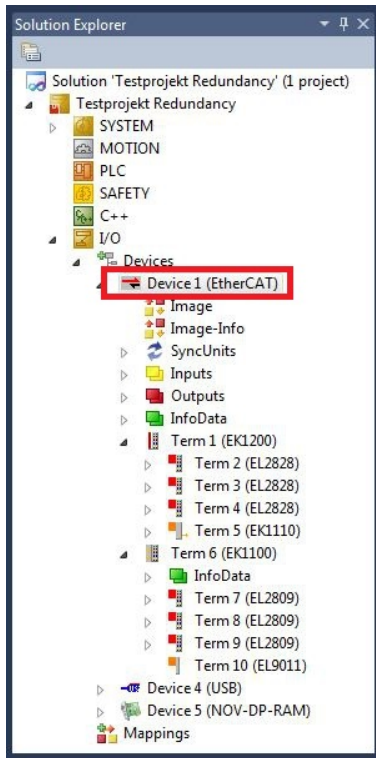 Solution Explorer
Solution 'Testprojekt Redundancy' (1 project)
Testprojekt Redundancy
SYSTEM
MOTION
PLC
SAFETY
C++
I/O
Devices
Device 1 (EtherCAT)
Image
Image-Info
SyncUnits
Inputs
Outputs
InfoData
Term 1 (EK1200)
Term 2 (EL2828)
Term 3 (EL2828)
Term 4 (EL2828)
Term 5 (EK1110)
Term 6 (EK1100)
InfoData
Term 7 (EL2809)
Term 8 (EL2809)
Term 9 (EL2809)
Term 10 (EL9011)
Device 4 (USB)
Device 5 (NOV-DP-RAM)
Mappings